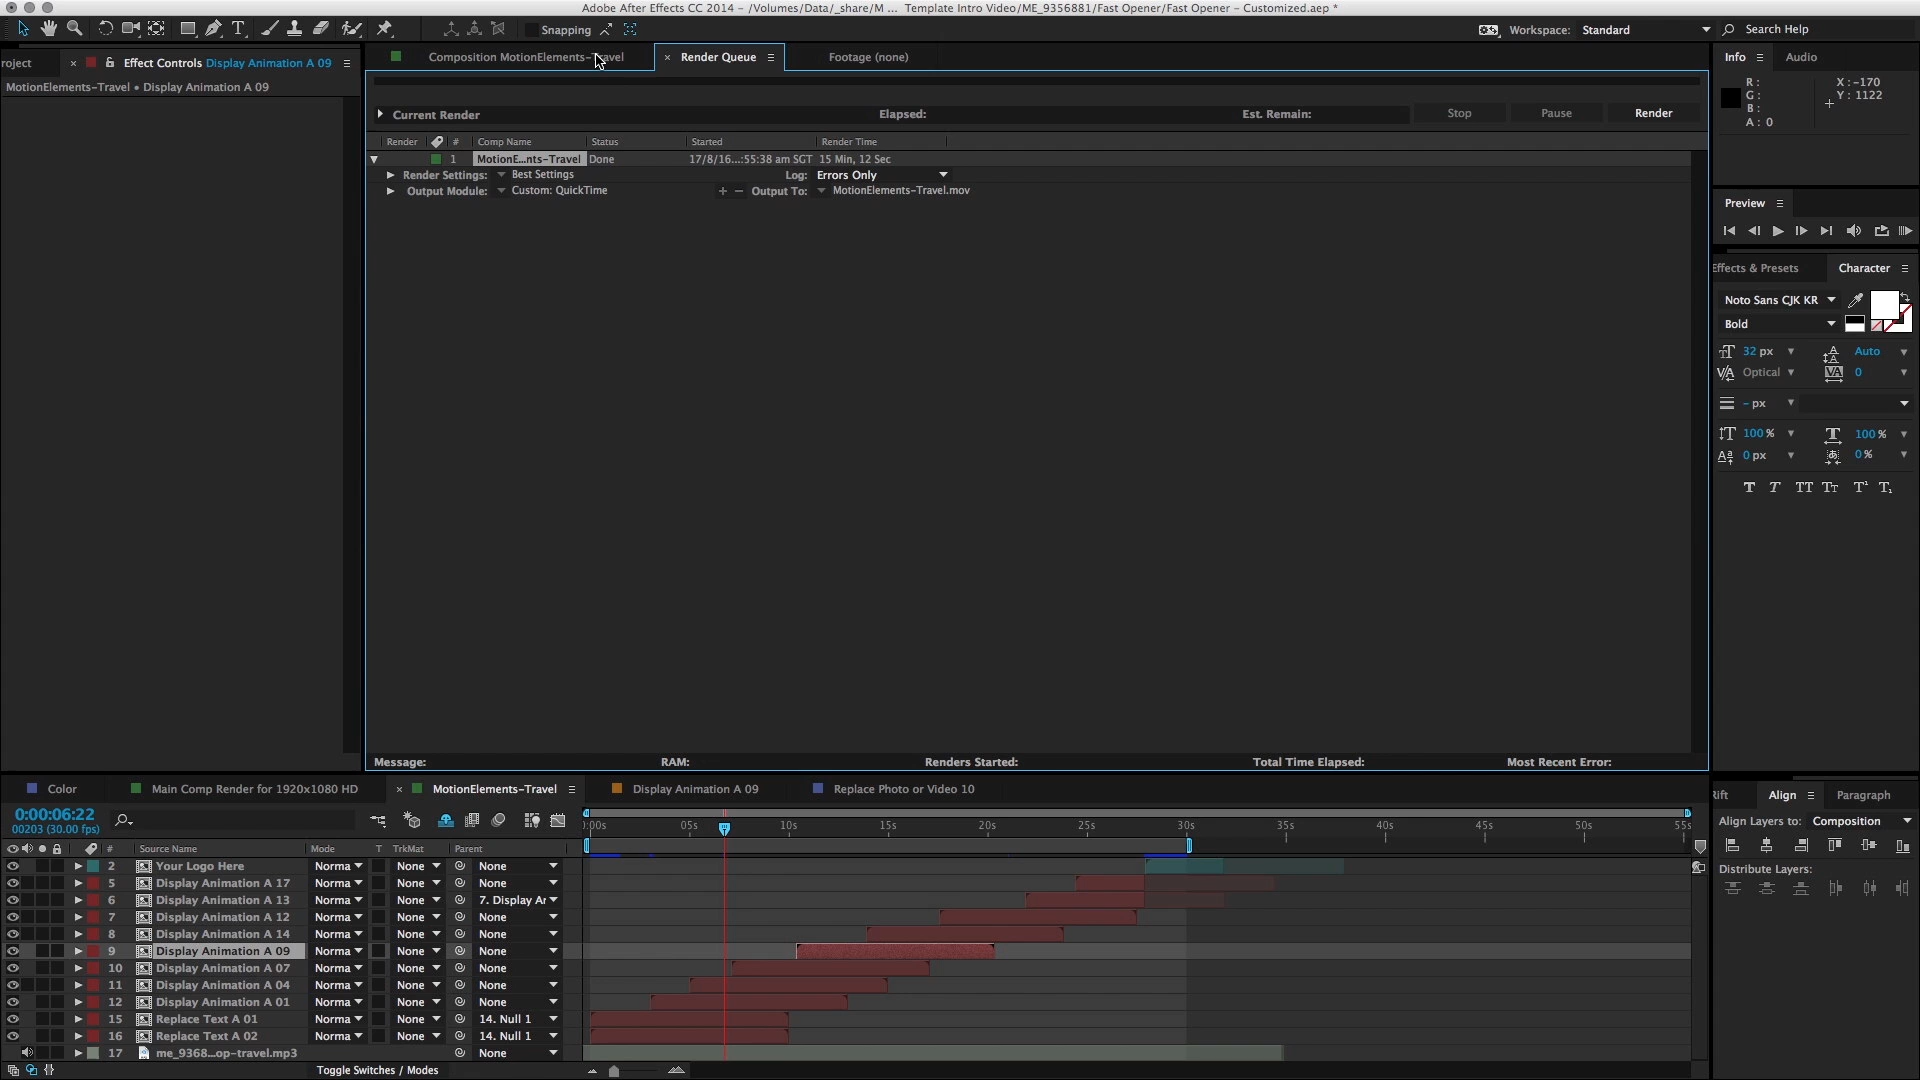 Adobe After Effects CC 2014 - /Volumes/Data/_share/M ... Template Intro Video/ME_9356881/Fast Opener/Fast Opener - Customized.aep *
Snapping
Workspace: Standard
Search Help
roject
Effect Controls Display Animation A 09
Composition MotionElements-Travel
Render Queue
Footage (none)
Info
Audio
MotionElements-Travel • Display Animation A 09
R :
G :
B :
A : 0
X : -170
Y : 1122
Current Render
Elapsed:
Est. Remain:
Stop
Pause
Render
Render # Comp Name Status Started Render Time
1 MotionE...nts-Travel Done 17/8/16...:55:38 am SGT 15 Min, 12 Sec
Render Settings: Best Settings Log: Errors Only
Output Module: Custom: QuickTime + − Output To: MotionElements-Travel.mov
Preview
Effects & Presets
Character
Noto Sans CJK KR
Bold
32 px Auto
Optical 0
- px
100 % 100 %
0 px 0 %
T T TT Tt T¹ T₁
Message:
RAM:
Renders Started:
Total Time Elapsed:
Most Recent Error:
Color
Main Comp Render for 1920x1080 HD
MotionElements-Travel
Display Animation A 09
Replace Photo or Video 10
Align
Paragraph
0:00:06:22
00203 (30.00 fps)
:00s 05s 10s 15s 20s 25s 30s 35s 40s 45s 50s 55s
Align Layers to: Composition
Distribute Layers:
# Source Name Mode T TrkMat Parent
2 Your Logo Here Norma None None
5 Display Animation A 17 Norma None None
6 Display Animation A 13 Norma None 7. Display Ar
7 Display Animation A 12 Norma None None
8 Display Animation A 14 Norma None None
9 Display Animation A 09 Norma None None
10 Display Animation A 07 Norma None None
11 Display Animation A 04 Norma None None
12 Display Animation A 01 Norma None None
15 Replace Text A 01 Norma None 14. Null 1
16 Replace Text A 02 Norma None 14. Null 1
17 me_9368...op-travel.mp3 None
Toggle Switches / Modes